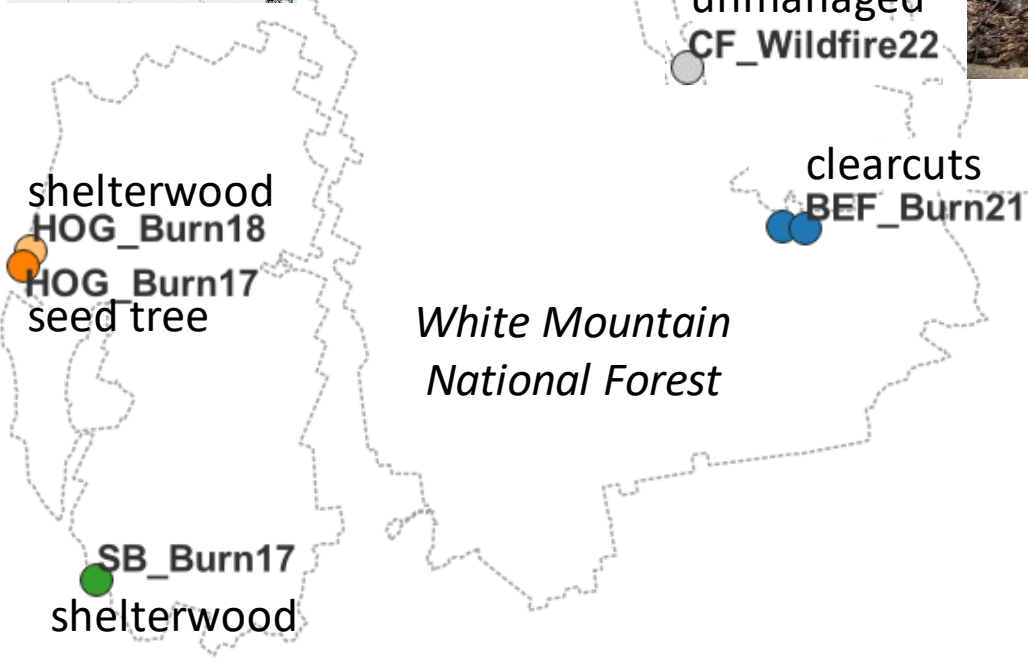 unmanaged
CF_Wildfire22
clearcuts
BEF_Burn21
shelterwood
HOG_Burn18
HOG_Burn17
seed tree
White Mountain
National Forest
SB_Burn17
shelterwood